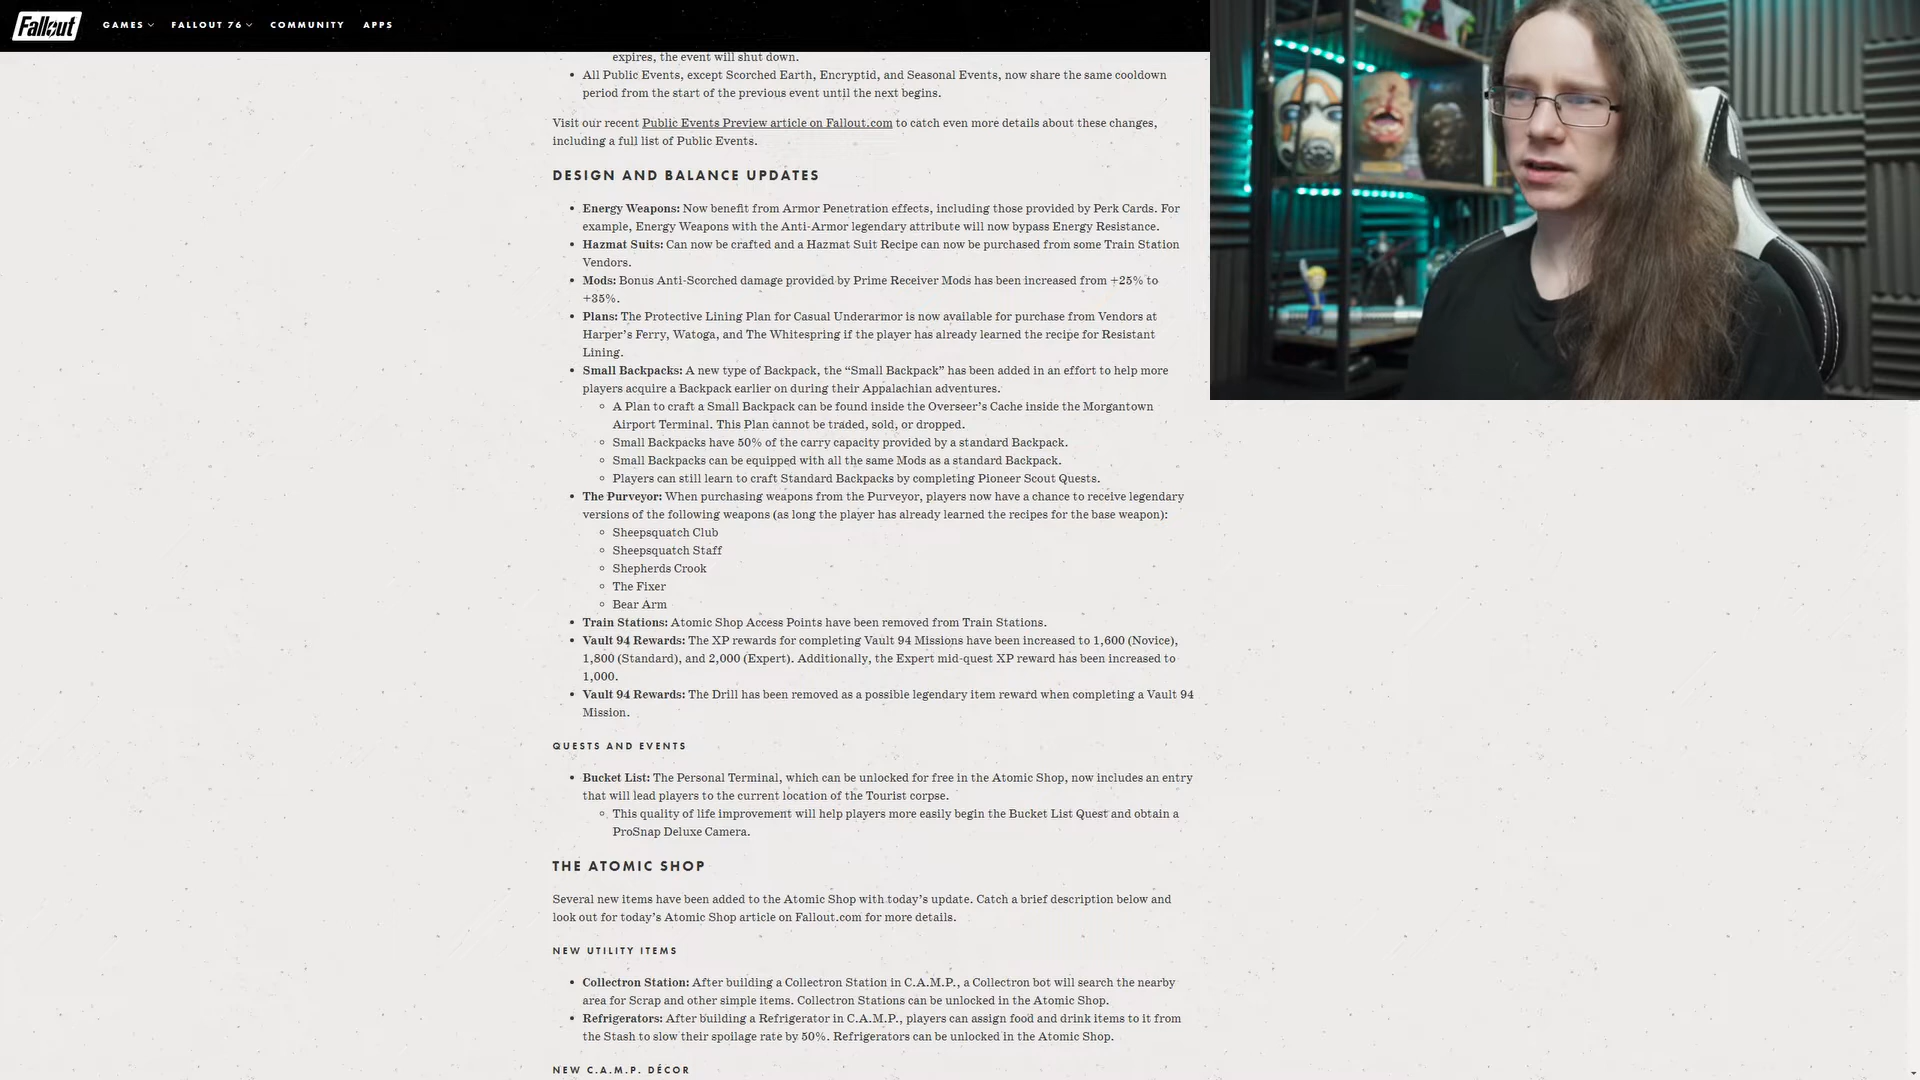 Fallout
GAMES
FALLOUT 76
COMMUNITY
APPS
expires, the event will shut down.
• All Public Events, except Scorched Earth, Encryptid, and Seasonal Events, now share the same cooldown
period from the start of the previous event until the next begins.
Visit our recent Public Events Preview article on Fallout.com to catch even more details about these changes,
including a full list of Public Events.
DESIGN AND BALANCE UPDATES
• Energy Weapons: Now benefit from Armor Penetration effects, including those provided by Perk Cards. For
example, Energy Weapons with the Anti-Armor legendary attribute will now bypass Energy Resistance.
• Hazmat Suits: Can now be crafted and a Hazmat Suit Recipe can now be purchased from some Train Station
Vendors.
• Mods: Bonus Anti-Scorched damage provided by Prime Receiver Mods has been increased from +25% to
+35%.
• Plans: The Protective Lining Plan for Casual Underarmor is now available for purchase from Vendors at
Harper's Ferry, Watoga, and The Whitespring if the player has already learned the recipe for Resistant
Lining.
• Small Backpacks: A new type of Backpack, the “Small Backpack” has been added in an effort to help more
players acquire a Backpack earlier on during their Appalachian adventures.
◦ A Plan to craft a Small Backpack can be found inside the Overseer's Cache inside the Morgantown
Airport Terminal. This Plan cannot be traded, sold, or dropped.
◦ Small Backpacks have 50% of the carry capacity provided by a standard Backpack.
◦ Small Backpacks can be equipped with all the same Mods as a standard Backpack.
◦ Players can still learn to craft Standard Backpacks by completing Pioneer Scout Quests.
• The Purveyor: When purchasing weapons from the Purveyor, players now have a chance to receive legendary
versions of the following weapons (as long the player has already learned the recipes for the base weapon):
◦ Sheepsquatch Club
◦ Sheepsquatch Staff
◦ Shepherds Crook
◦ The Fixer
◦ Bear Arm
• Train Stations: Atomic Shop Access Points have been removed from Train Stations.
• Vault 94 Rewards: The XP rewards for completing Vault 94 Missions have been increased to 1,600 (Novice),
1,800 (Standard), and 2,000 (Expert). Additionally, the Expert mid-quest XP reward has been increased to
1,000.
• Vault 94 Rewards: The Drill has been removed as a possible legendary item reward when completing a Vault 94
Mission.
QUESTS AND EVENTS
• Bucket List: The Personal Terminal, which can be unlocked for free in the Atomic Shop, now includes an entry
that will lead players to the current location of the Tourist corpse.
◦ This quality of life improvement will help players more easily begin the Bucket List Quest and obtain a
ProSnap Deluxe Camera.
THE ATOMIC SHOP
Several new items have been added to the Atomic Shop with today's update. Catch a brief description below and
look out for today's Atomic Shop article on Fallout.com for more details.
NEW UTILITY ITEMS
• Collectron Station: After building a Collectron Station in C.A.M.P., a Collectron bot will search the nearby
area for Scrap and other simple items. Collectron Stations can be unlocked in the Atomic Shop.
• Refrigerators: After building a Refrigerator in C.A.M.P., players can assign food and drink items to it from
the Stash to slow their spoilage rate by 50%. Refrigerators can be unlocked in the Atomic Shop.
NEW C.A.M.P. DÉCOR